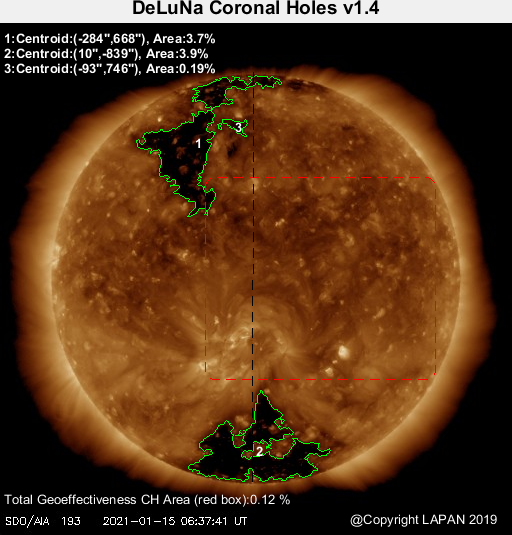 DeLuNa Coronal Holes v1.4
1:Centroid:(-284",668"), Area:3.7%
2:Centroid:(10",-839"), Area:3.9%
3:Centroid:(-93",746"), Area:0.19%
3
1
2
Total Geoeffectiveness CH Area (red box):0.12 %
SDO/AIA 193 2021-01-15 06:37:41 UT
@Copyright LAPAN 2019